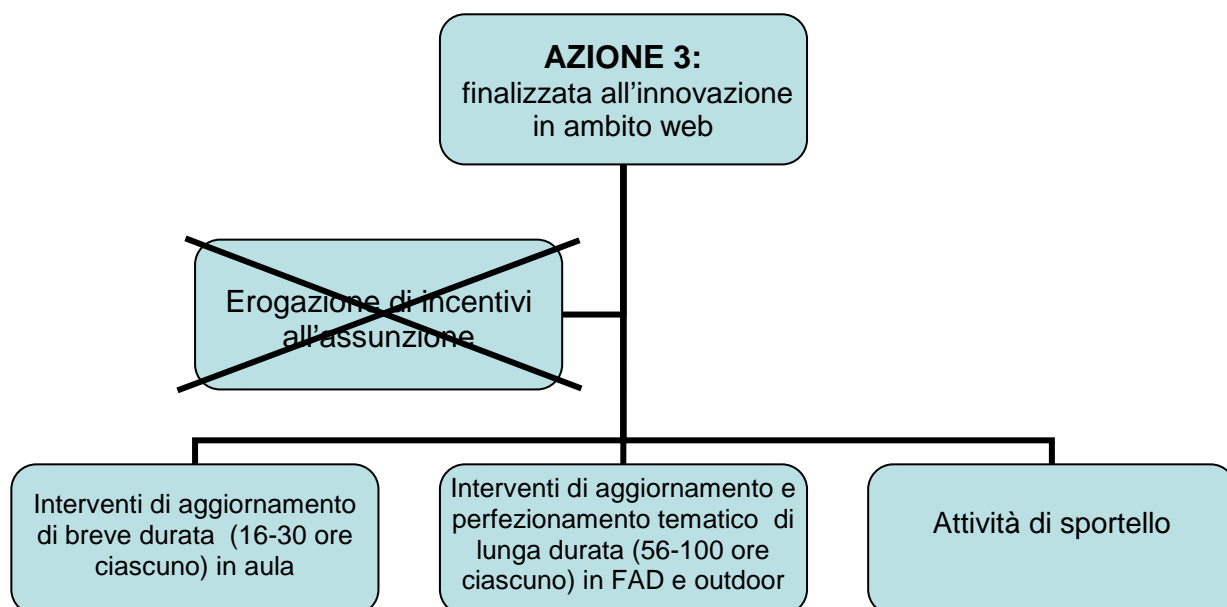 AZIONE 3:
finalizzata all’innovazione
in ambito web
Erogazione di incentivi
all’assunzione
Interventi di aggiornamento
di breve durata (16-30 ore
ciascuno) in aula
Interventi di aggiornamento e
perfezionamento tematico di
lunga durata (56-100 ore
ciascuno) in FAD e outdoor
Attività di sportello